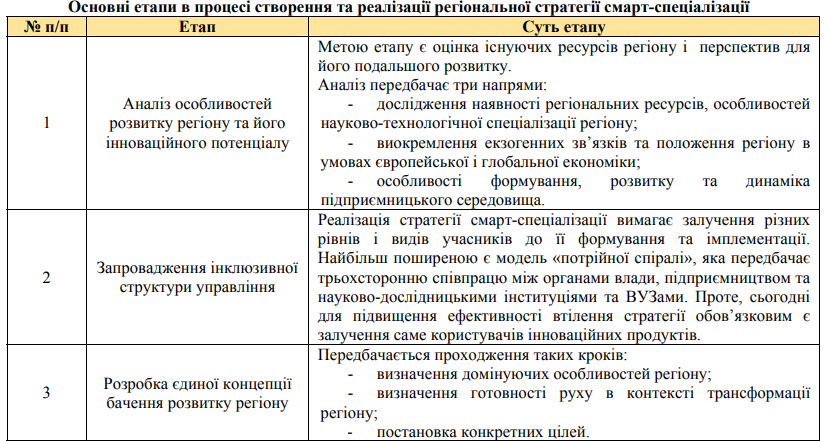 Основні етапи в процесі створення та реалізації регіональної стратегії смарт-спеціалізації
№ п/п Етап Суть етапу
1
Аналіз особливостей
розвитку регіону та його
інноваційного потенціалу
Метою етапу є оцінка існуючих ресурсів регіону і перспектив для
його подальшого розвитку.
Аналіз передбачає три напрями:
- дослідження наявності регіональних ресурсів, особливостей
науково-технологічної спеціалізації регіону;
- виокремлення екзогенних зв’язків та положення регіону в
умовах європейської і глобальної економіки;
- особливості формування, розвитку та динаміка
підприємницького середовища.
2
Запровадження інклюзивної
структури управління
Реалізація стратегії смарт-спеціалізації вимагає залучення різних
рівнів і видів учасників до її формування та імплементації.
Найбільш поширеною є модель «потрійної спіралі», яка передбачає
трьохсторонню співпрацю між органами влади, підприємництвом та
науково-дослідницькими інституціями та ВУЗами. Проте, сьогодні
для підвищення ефективності втілення стратегії обов’язковим є
залучення саме користувачів інноваційних продуктів.
3
Розробка єдиної концепції
бачення розвитку регіону
Передбачається проходження таких кроків:
- визначення домінуючих особливостей регіону;
- визначення готовності руху в контексті трансформації
регіону;
- постановка конкретних цілей.